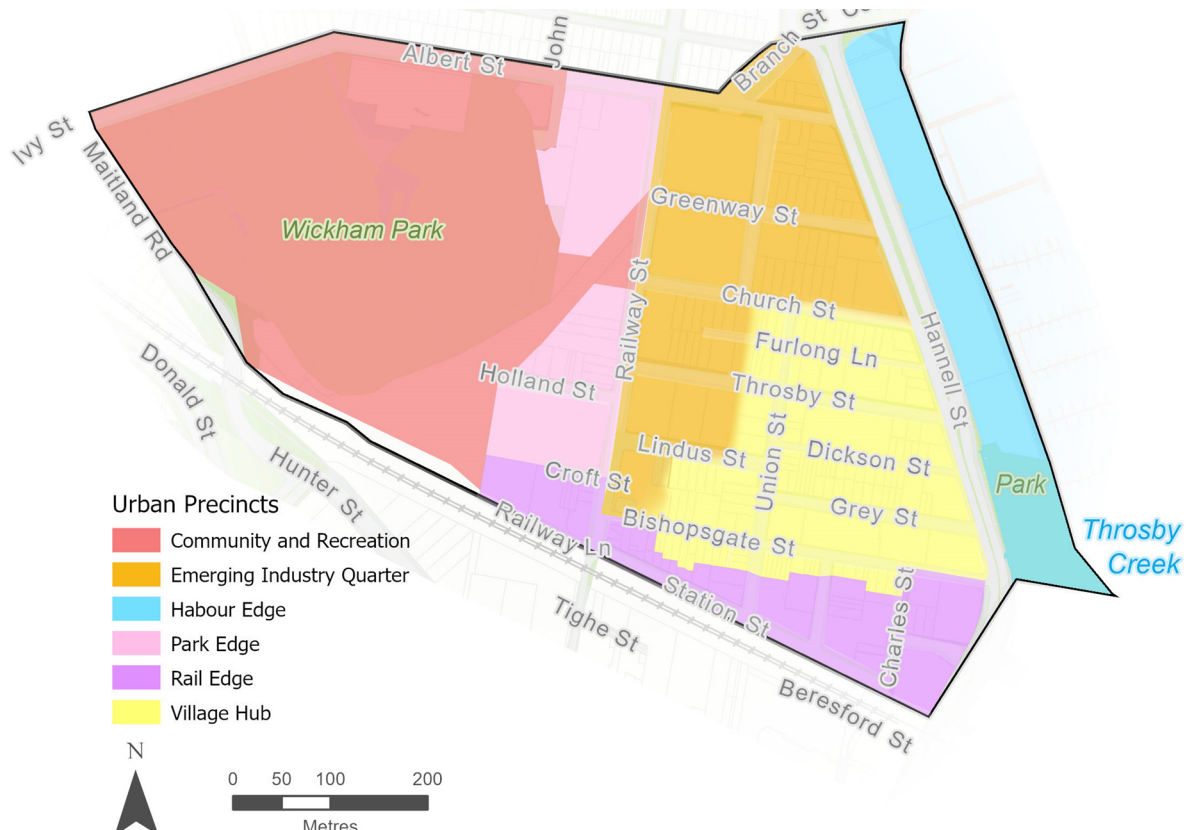 Branch St
John
Albert St
Ivy St
Maitland Rd
Wickham Park
Greenway St
Railway St
Church St
Hannell St
Furlong Ln
Donald St
Holland St
Throsby St
Union St
Lindus St
Dickson St
Hunter St
Croft St
Park
Grey St
Railway Ln
Bishopsgate St
Throsby
Creek
Station St
Tighe St
Charles St
Beresford St
Urban Precincts
Community and Recreation
Emerging Industry Quarter
Habour Edge
Park Edge
Rail Edge
Village Hub
N
0 50 100 200
Metres